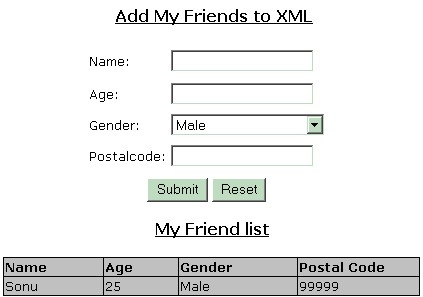 Add My Friends to XML
Name:
Age:
Gender: Male
Postalcode:
Submit Reset
My Friend list
Name Age Gender Postal Code
Sonu 25 Male 99999